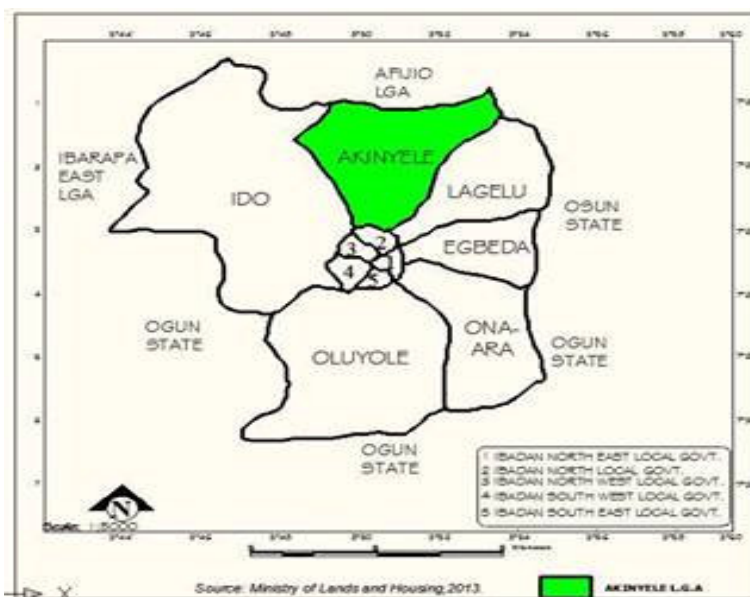 AFIJIO
LGA
AKINYELE
IBARAPA
EAST
LGA
IDO
LAGELU
OSUN
STATE
EGBEDA
2
3
1
4
5
OGUN
STATE
ONA-
ARA
OLUYOLE
OGUN
STATE
OGUN
STATE
1 IBADAN NORTH EAST LOCAL GOVT.
2 IBADAN NORTH LOCAL GOVT.
3 IBADAN NORTH WEST LOCAL GOVT.
4 IBADAN SOUTH WEST LOCAL GOVT.
5 IBADAN SOUTH EAST LOCAL GOVT.
N
Scale: 1:5000
X
Source: Ministry of Lands and Housing,2013.
AKINYELE L.G.A